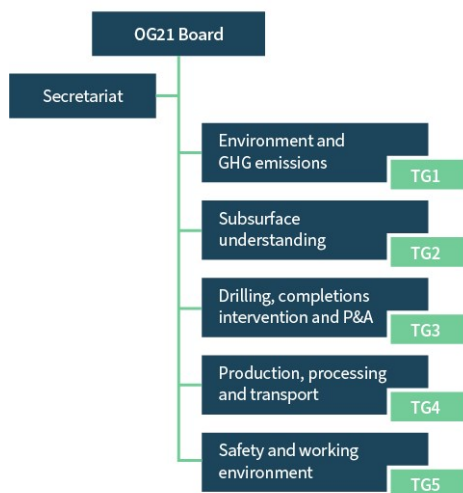 OG21 Board
Secretariat
Environment and
GHG emissions
TG1
Subsurface
understanding
TG2
Drilling, completions
intervention and P&A
TG3
Production, processing
and transport
TG4
Safety and working
environment
TG5